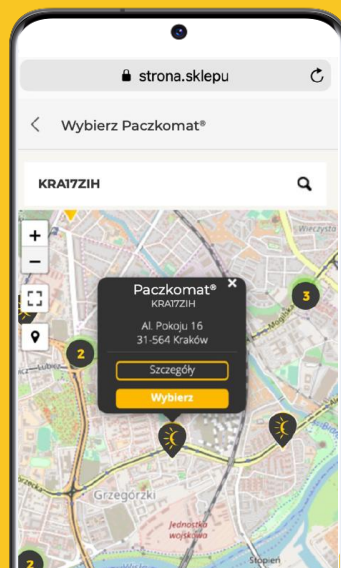 strona.sklepu
Wybierz Paczkomat®
KRA17ZIH
Wieczysta
+
−
Paczkomat® ×
KRA17ZIH
Al. Pokoju 16
31-564 Kraków
Szczegóły
Wybierz
3
2
Grzegórzki
Jednostka
wojskowa
Stopień
2